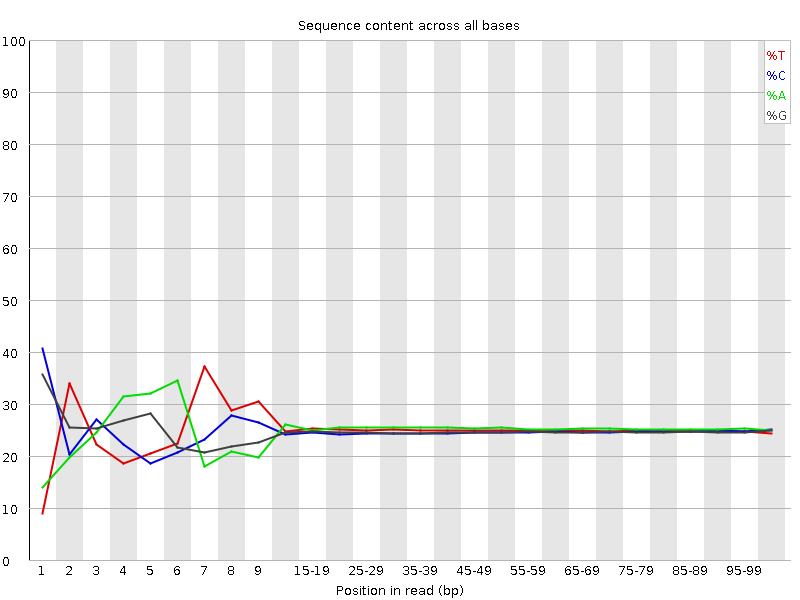 Sequence content across all bases
100
90
80
70
60
50
40
30
20
10
0
%T
%C
%A
%G
1 2 3 4 5 6 7 8 9 15-19 25-29 35-39 45-49 55-59 65-69 75-79 85-89 95-99
Position in read (bp)